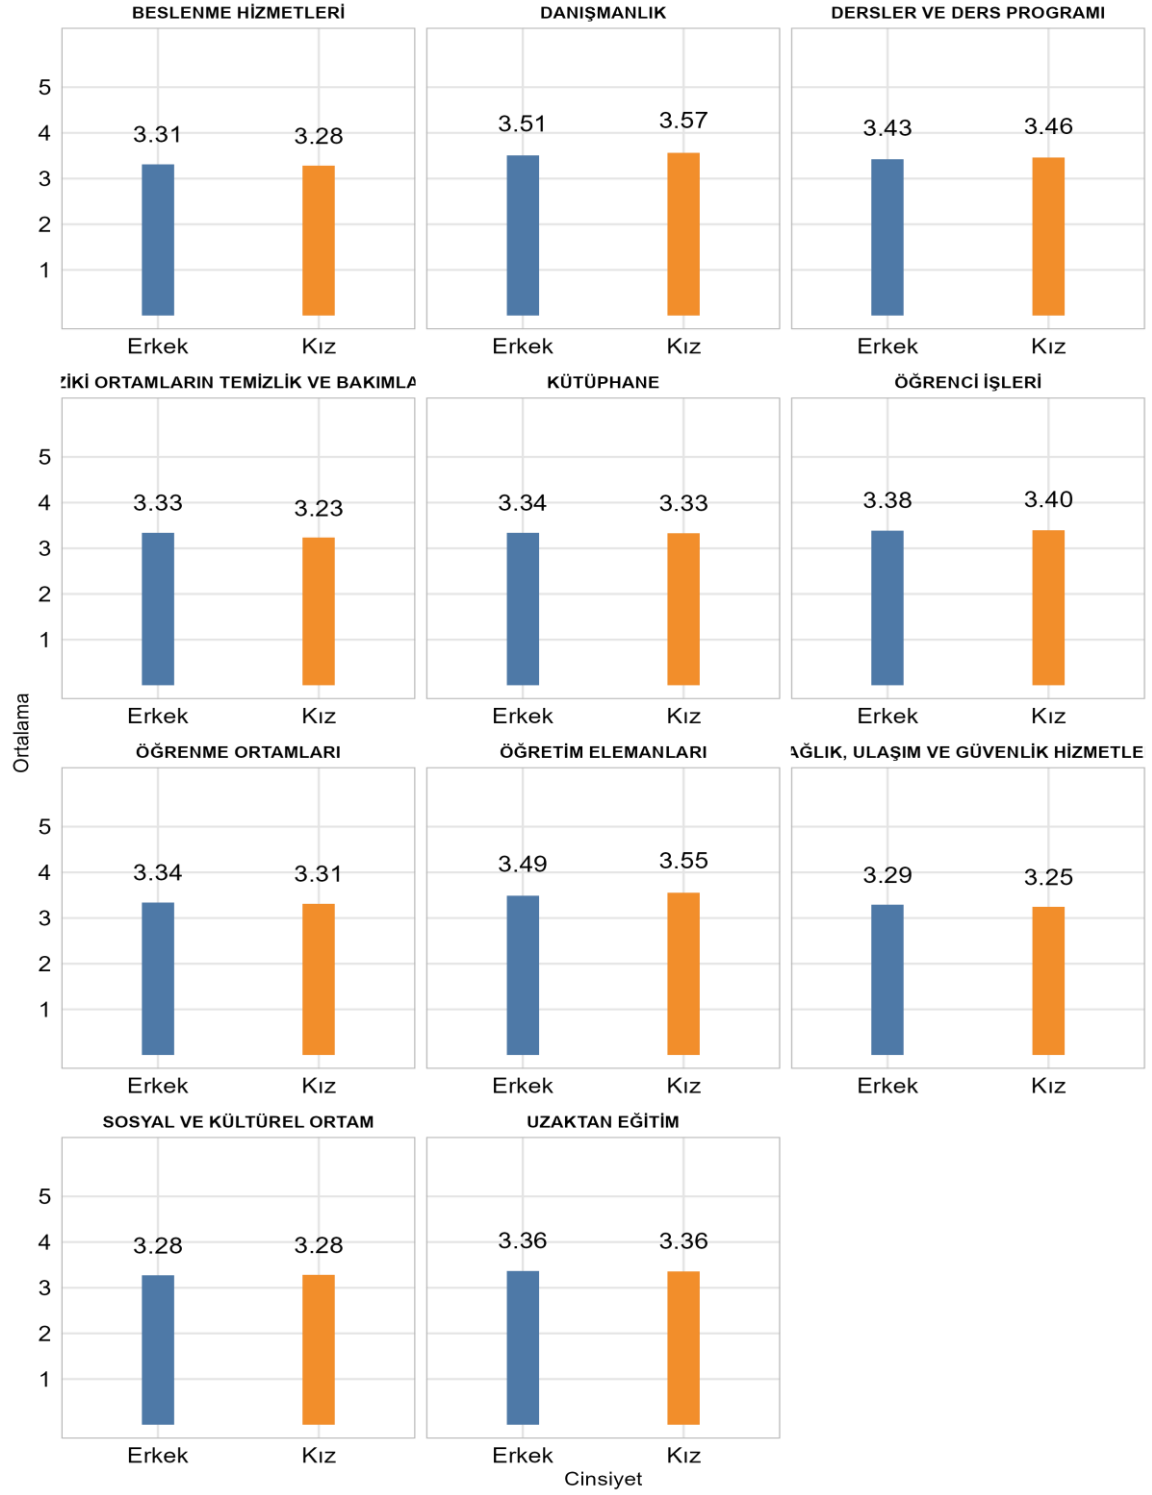 BESLENME HİZMETLERİ
5
4
3
2
1
3.31
3.28
Erkek
Kız
DANIŞMANLIK
3.51
3.57
Erkek
Kız
DERSLER VE DERS PROGRAMI
3.43
3.46
Erkek
Kız
ZİKİ ORTAMLARIN TEMİZLİK VE BAKIMLA
5
4
3
2
1
3.33
3.23
Erkek
Kız
KÜTÜPHANE
3.34
3.33
Erkek
Kız
ÖĞRENCİ İŞLERİ
3.38
3.40
Erkek
Kız
Ortalama
ÖĞRENME ORTAMLARI
5
4
3
2
1
3.34
3.31
Erkek
Kız
ÖĞRETİM ELEMANLARI
3.49
3.55
Erkek
Kız
AĞLIK, ULAŞIM VE GÜVENLİK HİZMETLE
3.29
3.25
Erkek
Kız
SOSYAL VE KÜLTÜREL ORTAM
5
4
3
2
1
3.28
3.28
Erkek
Kız
UZAKTAN EĞİTİM
3.36
3.36
Erkek
Kız
Cinsiyet